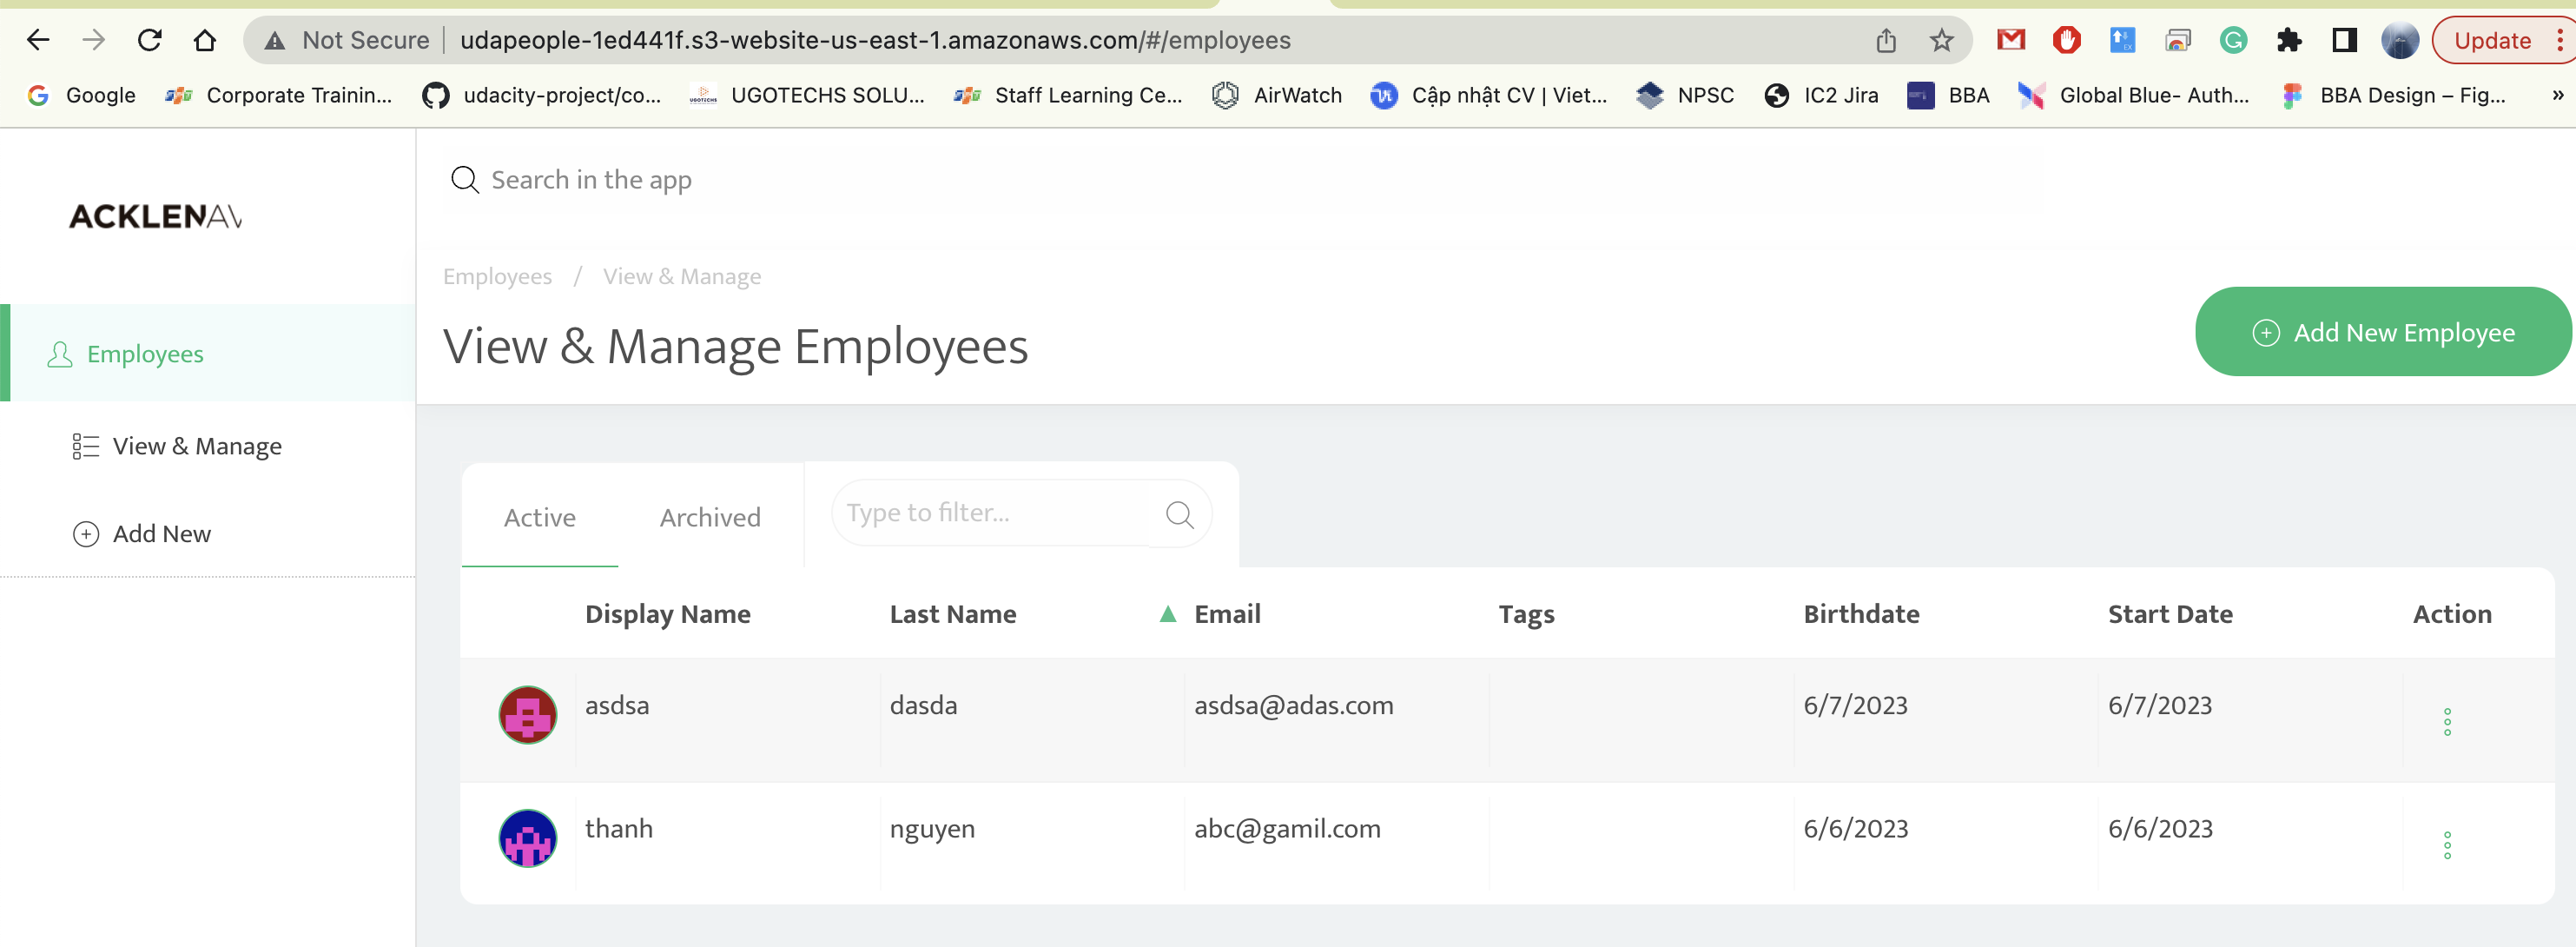 Not Secure udapeople-1ed441f.s3-website-us-east-1.amazonaws.com/#/employees Update
Google Corporate Trainin... udacity-project/co... UGOTECHS SOLU... Staff Learning Ce... AirWatch Cập nhật CV | Viet... NPSC IC2 Jira BBA Global Blue- Auth... BBA Design – Fig... »
Search in the app
ACKLENAV
Employees / View & Manage
View & Manage Employees
Add New Employee
Employees
View & Manage
Add New
Active Archived Type to filter...
Display Name Last Name Email Tags Birthdate Start Date Action
asdsa dasda asdsa@adas.com 6/7/2023 6/7/2023
thanh nguyen abc@gamil.com 6/6/2023 6/6/2023